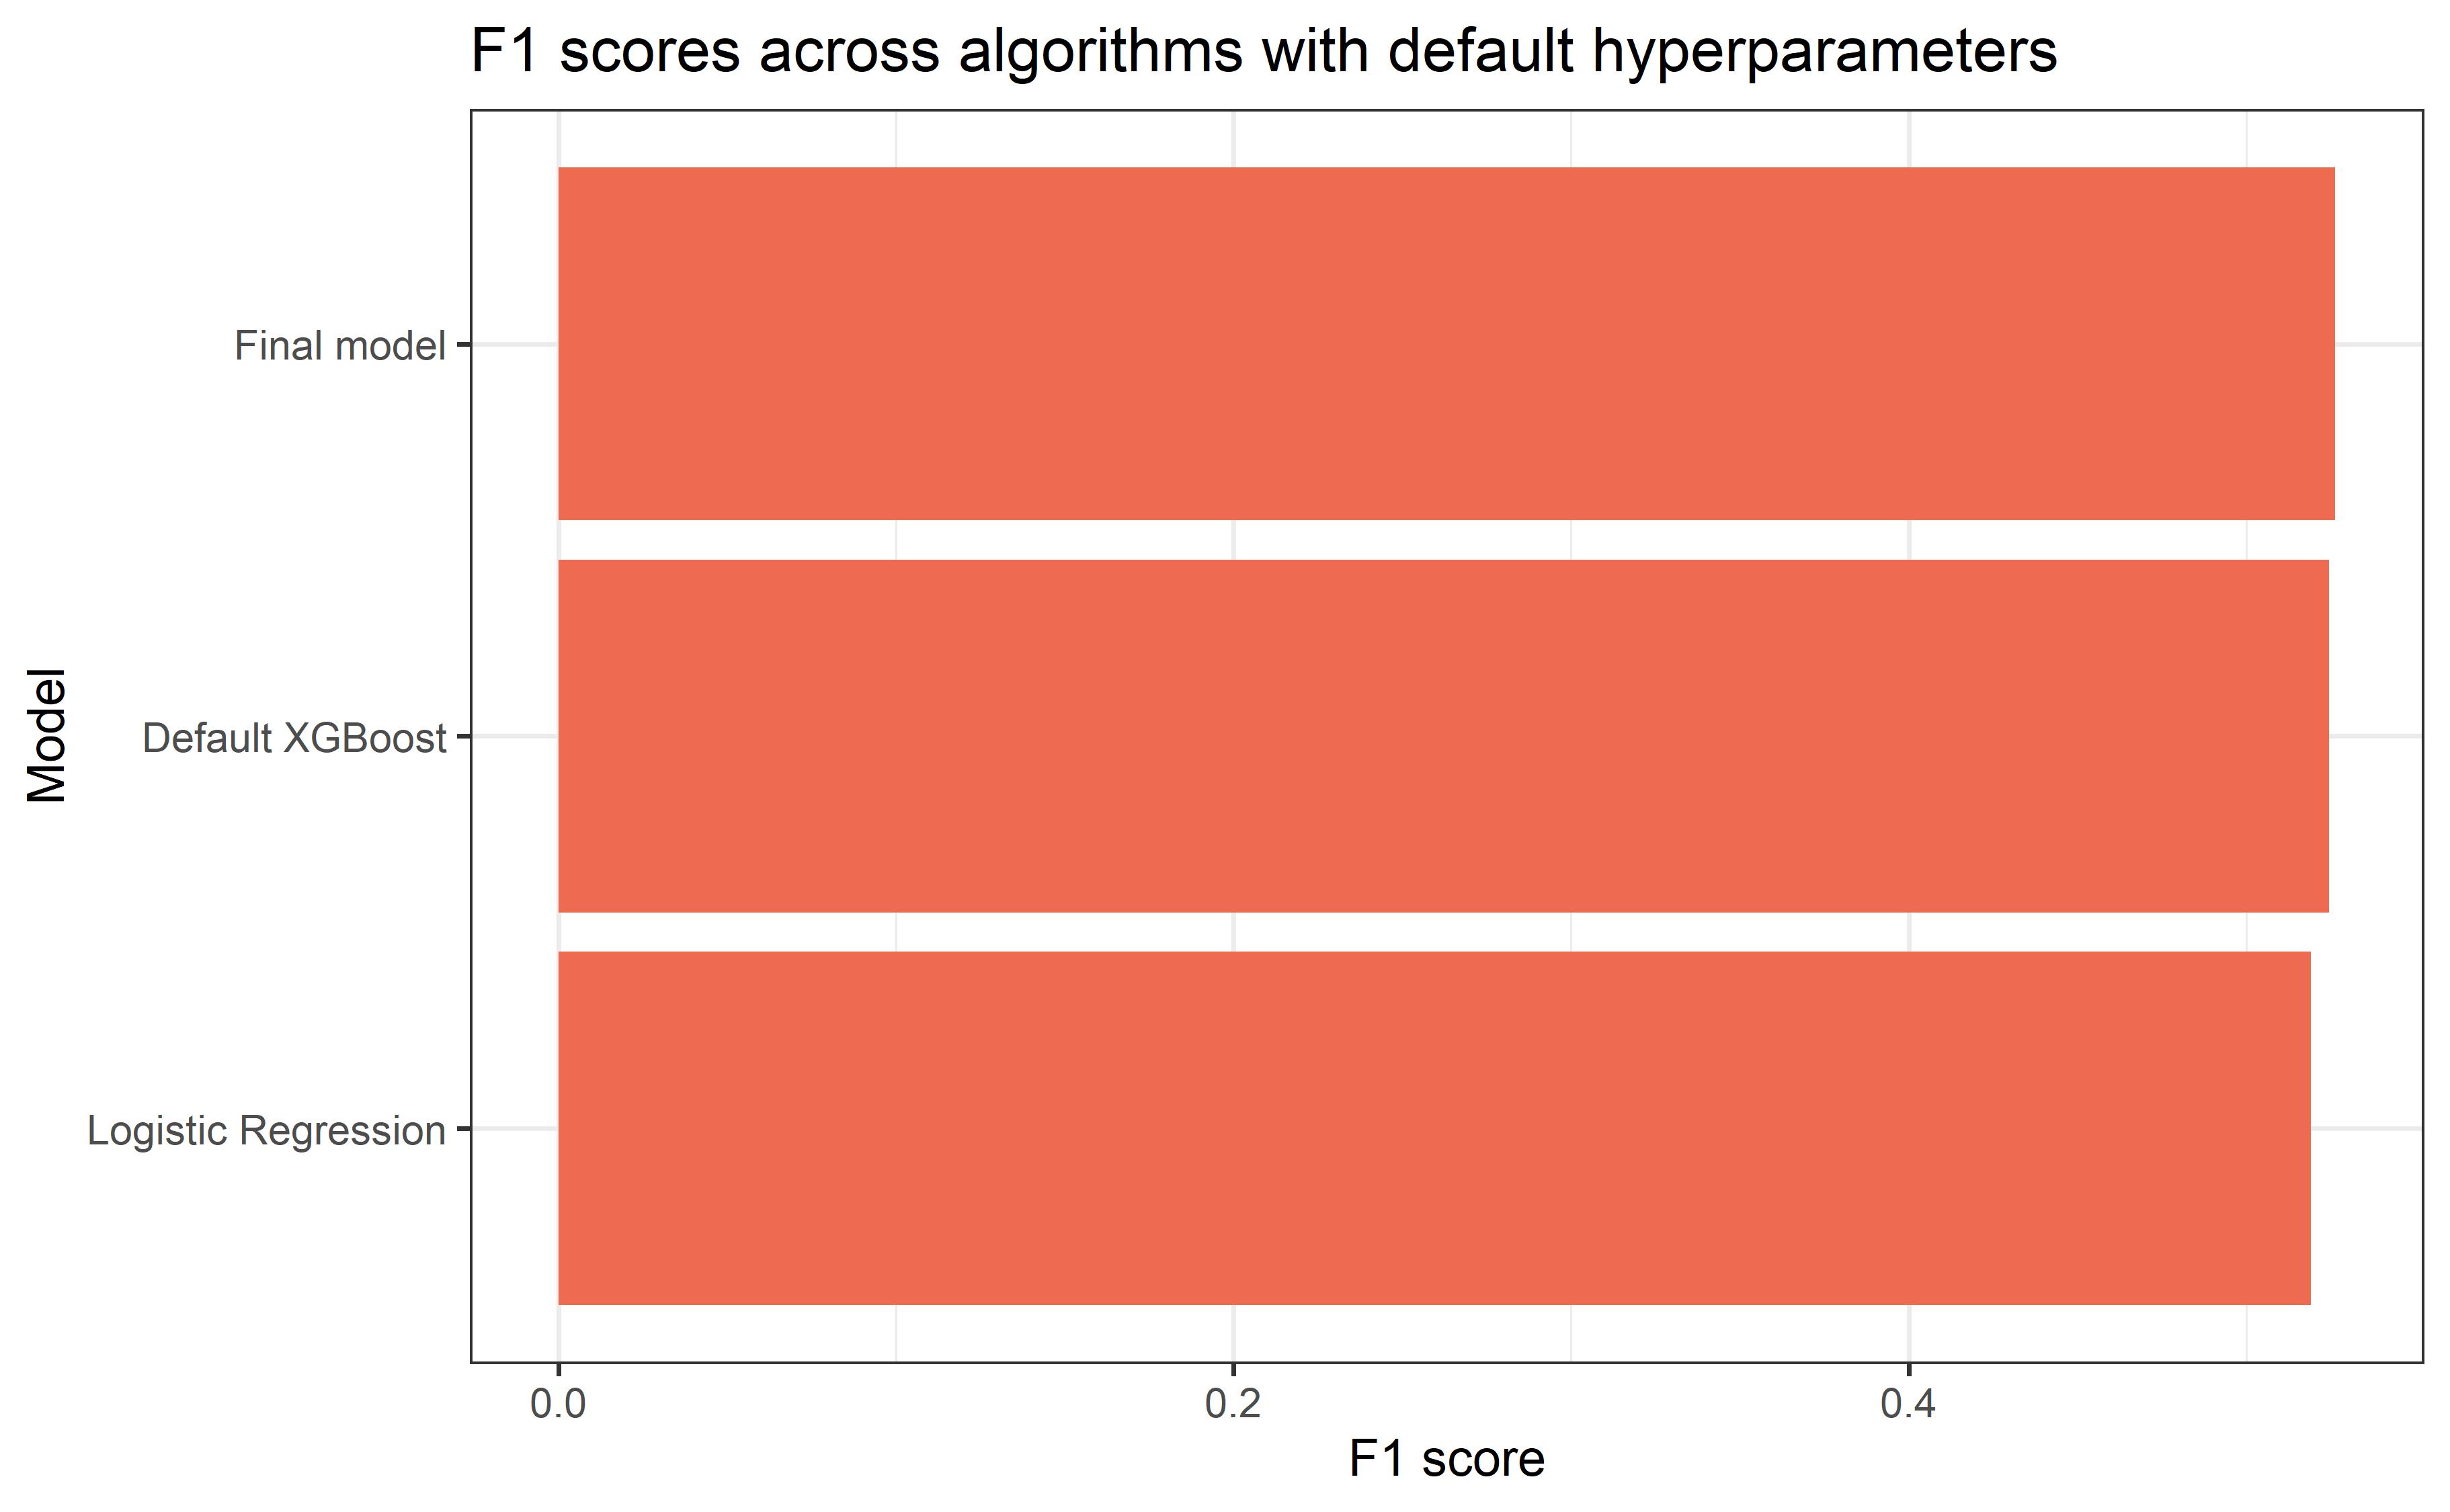 F1 scores across algorithms with default hyperparameters
Model
Final model
Default XGBoost
Logistic Regression
0.0
0.2
0.4
F1 score